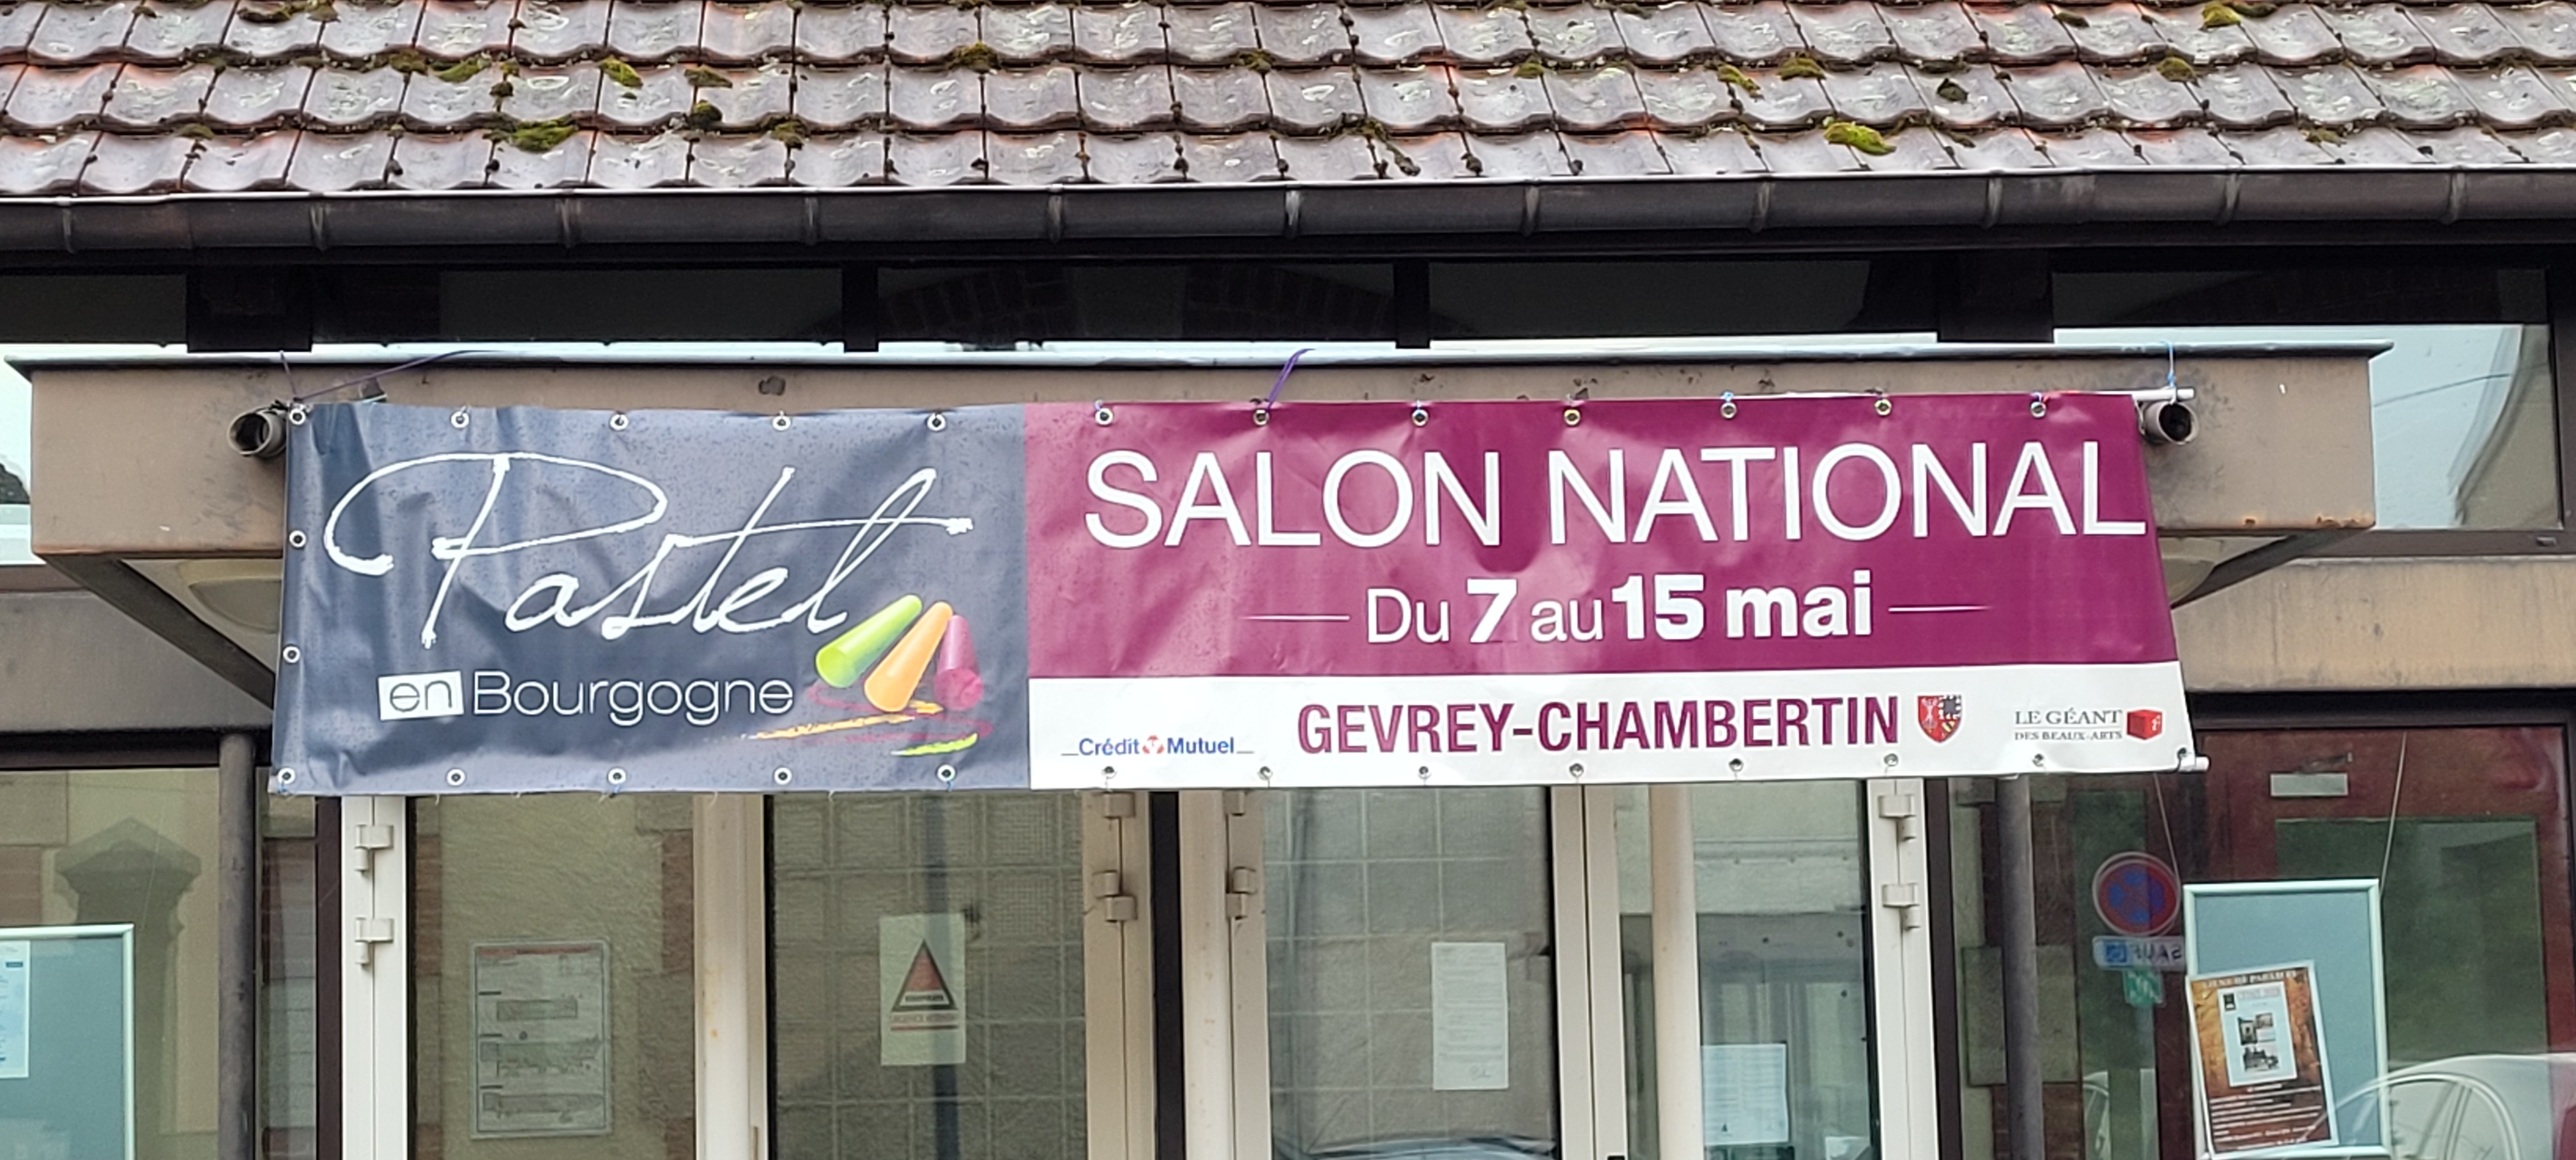 Pastel
en Bourgogne
SALON NATIONAL
Du 7 au 15 mai
Crédit Mutuel
GEVREY-CHAMBERTIN
LE GÉANT
DES BEAUX-ARTS